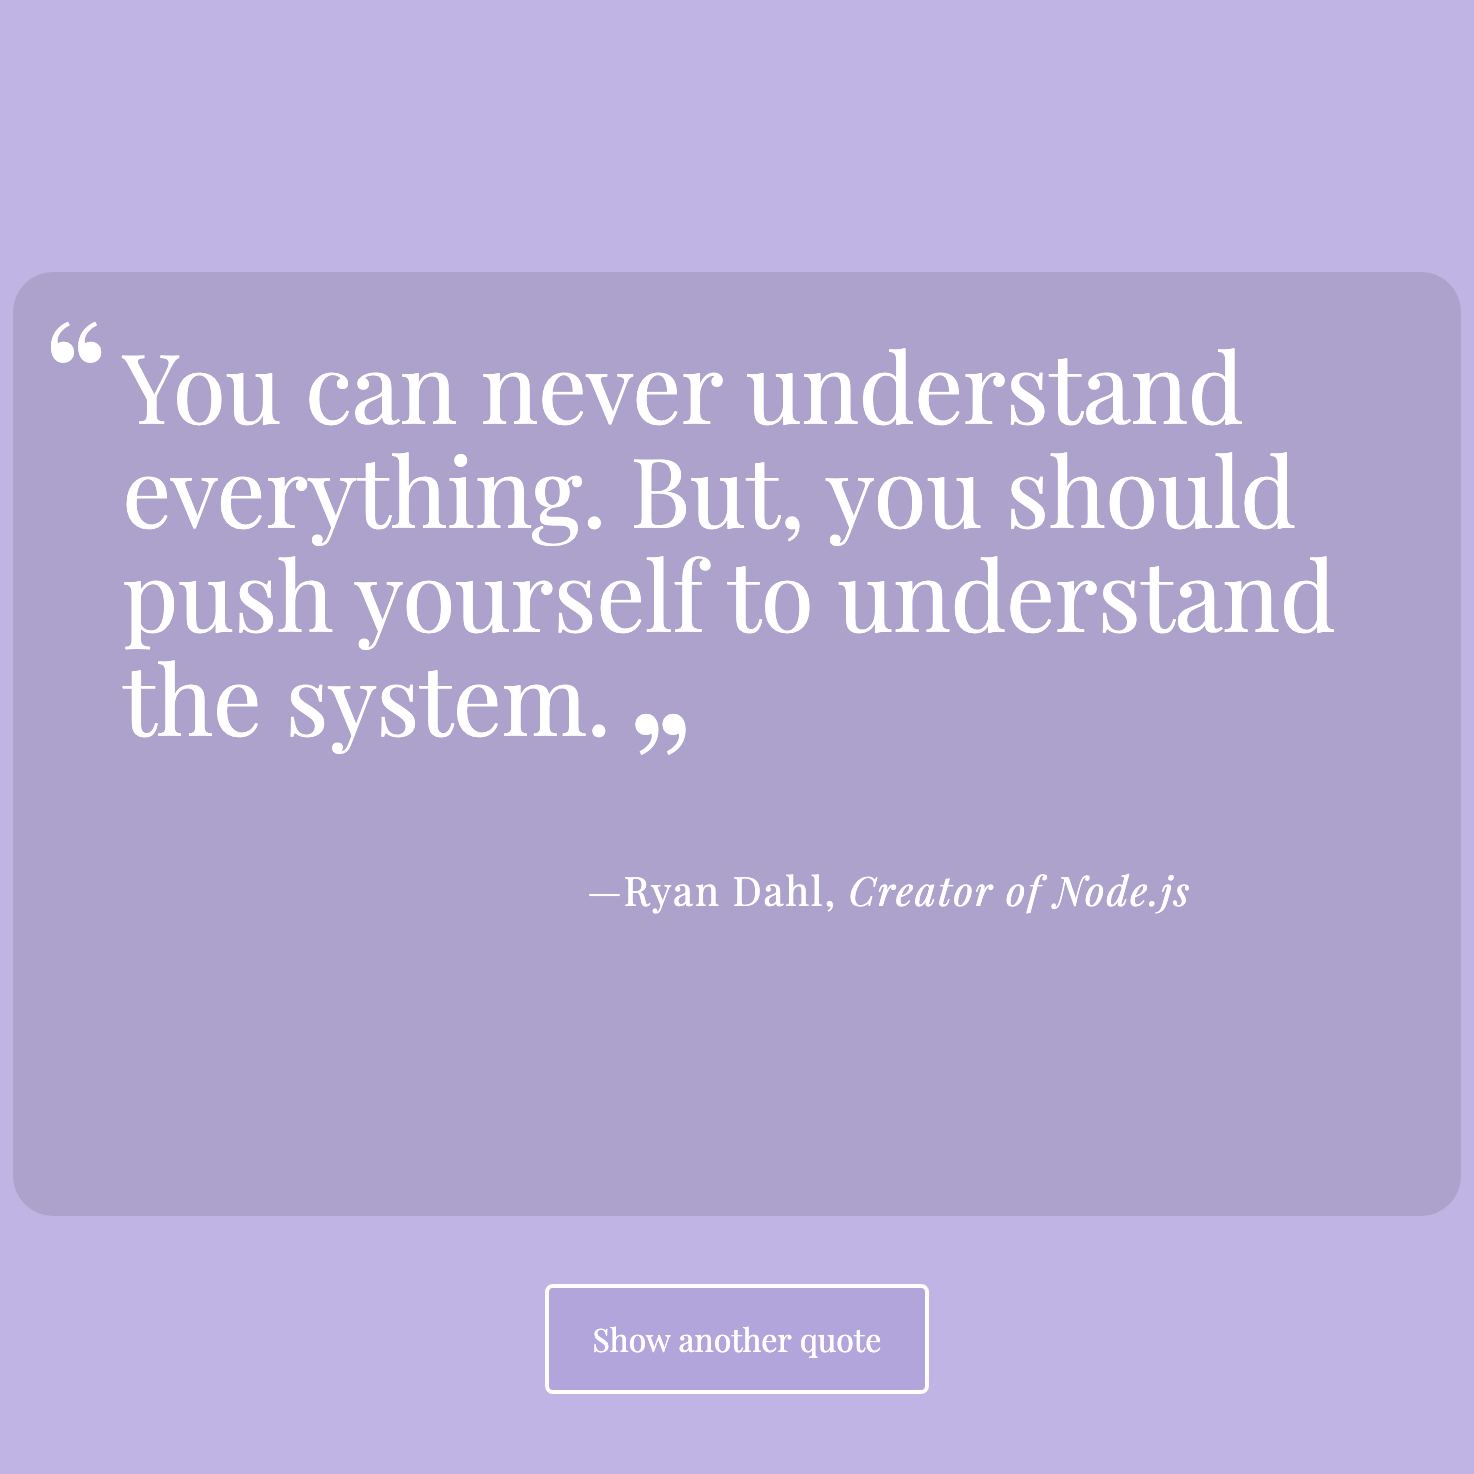 “ You can never understand
everything. But, you should
push yourself to understand
the system. ”
—Ryan Dahl, Creator of Node.js
Show another quote